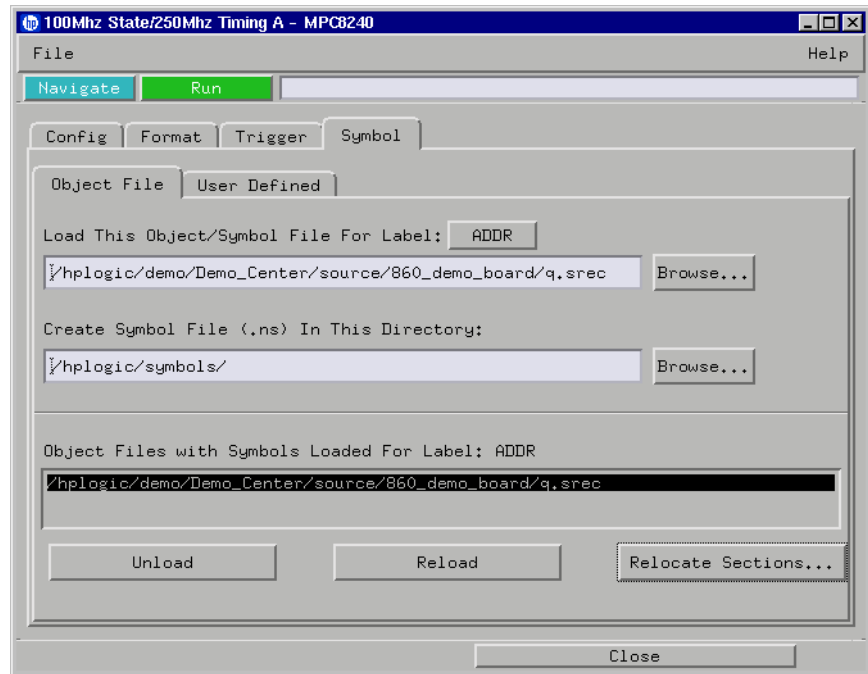 hp 100Mhz State/250Mhz Timing A - MPC8240
File Help
Navigate Run
Config Format Trigger Symbol
Object File User Defined
Load This Object/Symbol File For Label: ADDR
/hplogic/demo/Demo_Center/source/860_demo_board/q.srec Browse...
Create Symbol File (.ns) In This Directory:
/hplogic/symbols/ Browse...
Object Files with Symbols Loaded For Label: ADDR
/hplogic/demo/Demo_Center/source/860_demo_board/q.srec
Unload Reload Relocate Sections...
Close